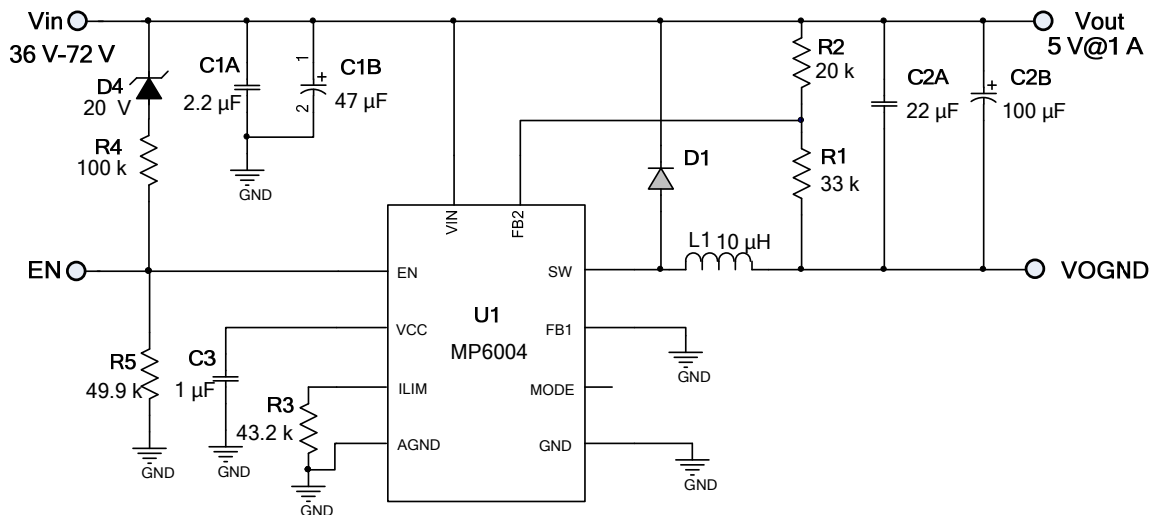 Vin
36 V-72 V
Vout
5 V@1 A
D4
20 V
C1A
2.2 µF
1
2
C1B
47 µF
R2
20 k
C2A
22 µF
C2B
100 µF
R4
100 k
GND
D1
R1
33 k
VIN
FB2
L1 10 µH
EN
EN
SW
VOGND
U1
MP6004
VCC
FB1
GND
R5
49.9 k
C3
1 µF
ILIM
MODE
R3
43.2 k
AGND
GND
GND
GND
GND
GND